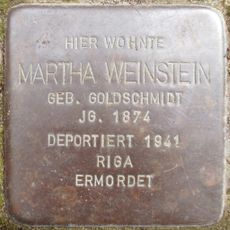 HIER WOHNTE
MARTHA WEINSTEIN
GEB. GOLDSCHMIDT
JG. 1874
DEPORTIERT 1941
RIGA
ERMORDET